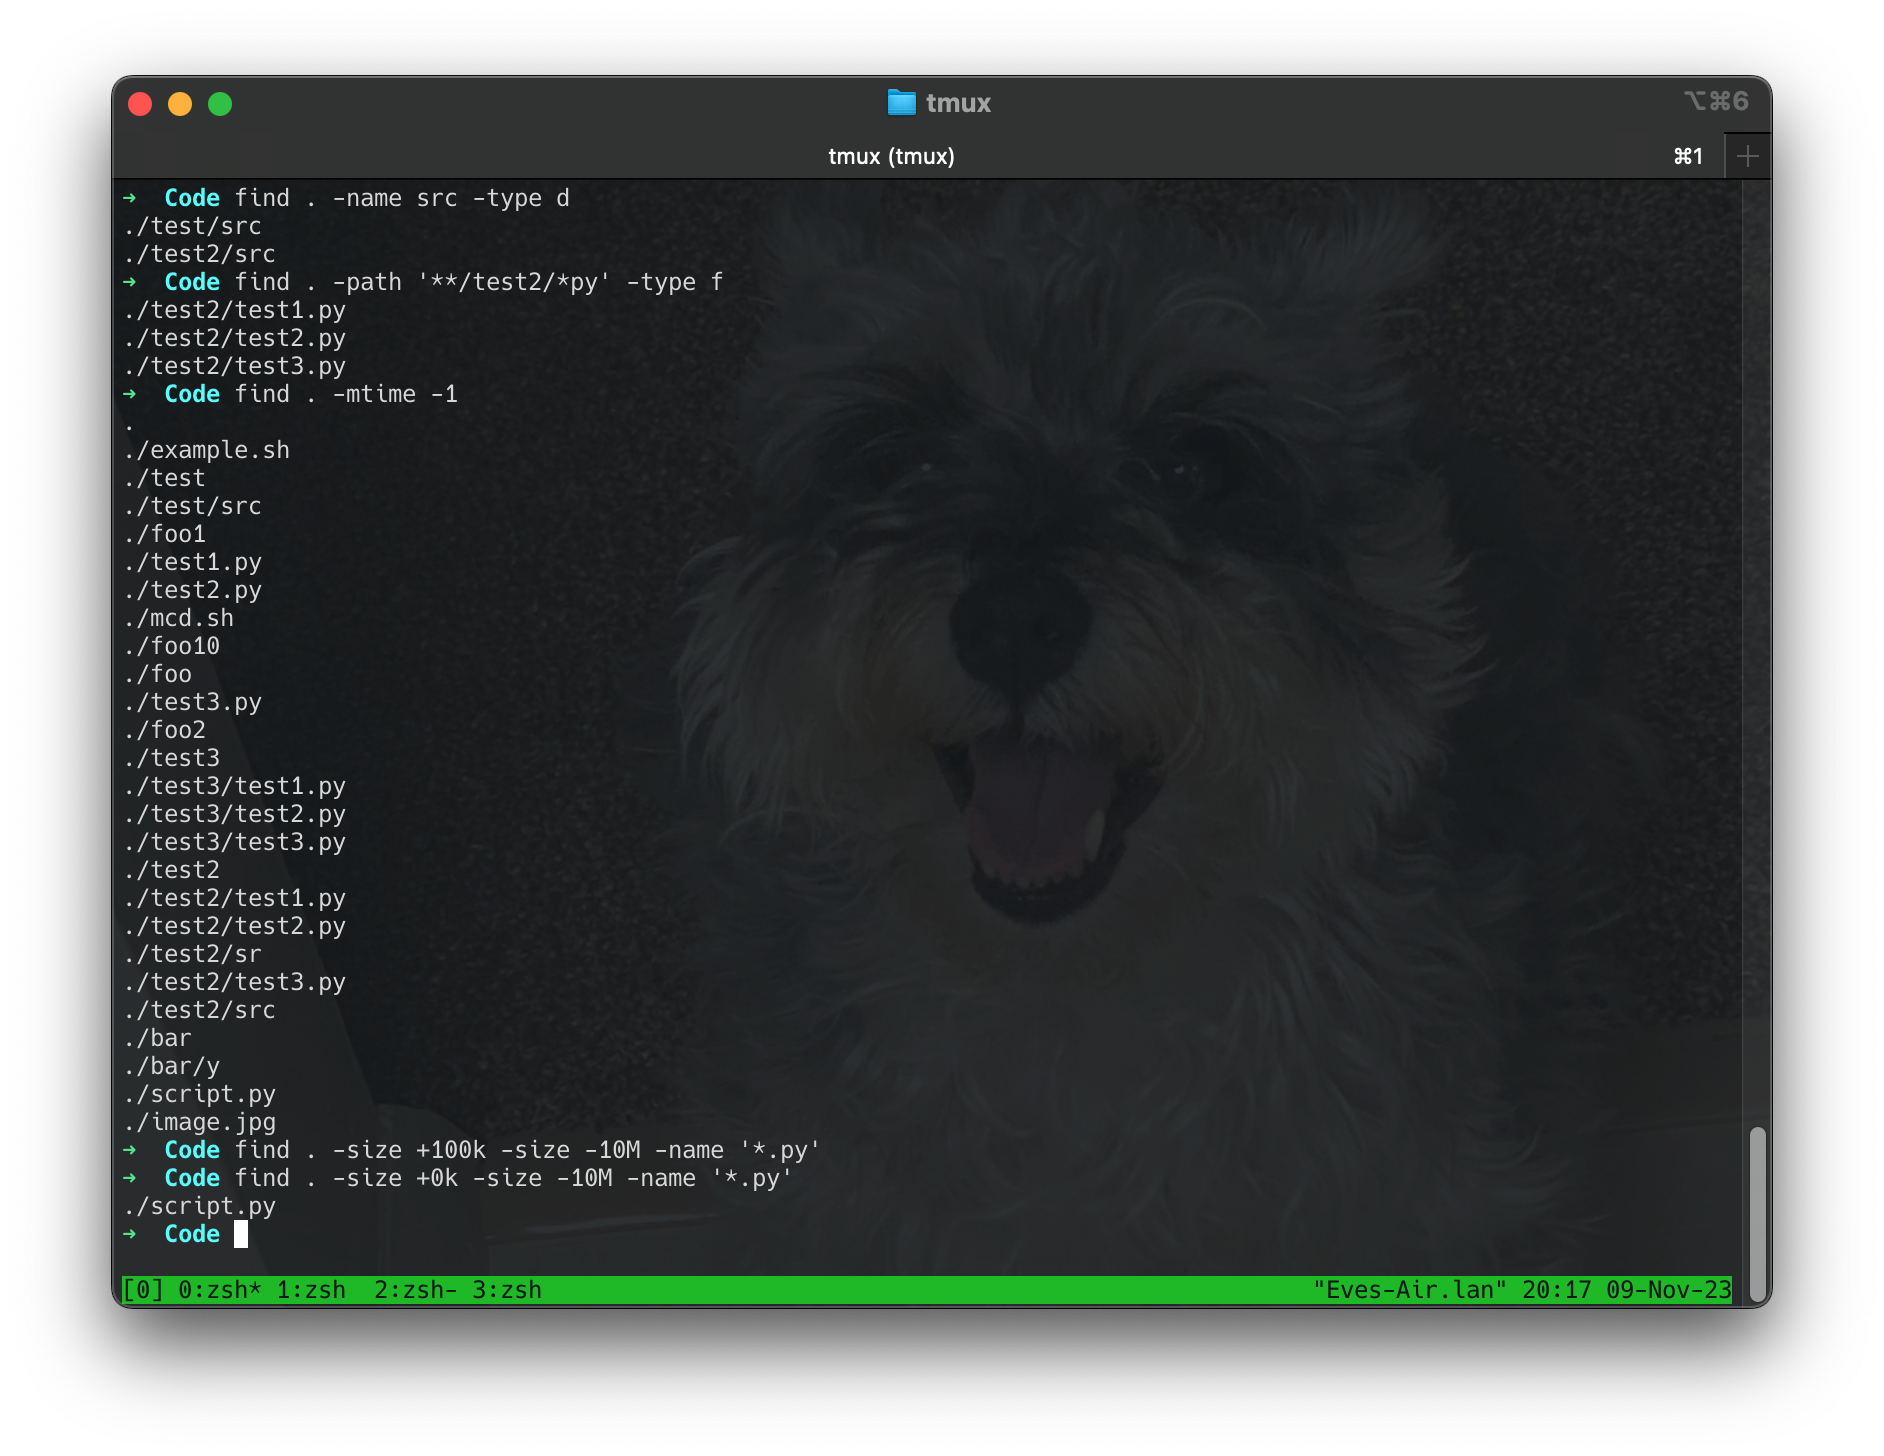 tmux
⌥⌘6
tmux (tmux)
⌘1
➜  Code find . -name src -type d
./test/src
./test2/src
➜  Code find . -path '**/test2/*py' -type f
./test2/test1.py
./test2/test2.py
./test2/test3.py
➜  Code find . -mtime -1
.
./example.sh
./test
./test/src
./foo1
./test1.py
./test2.py
./mcd.sh
./foo10
./foo
./test3.py
./foo2
./test3
./test3/test1.py
./test3/test2.py
./test3/test3.py
./test2
./test2/test1.py
./test2/test2.py
./test2/sr
./test2/test3.py
./test2/src
./bar
./bar/y
./script.py
./image.jpg
➜  Code find . -size +100k -size -10M -name '*.py'
➜  Code find . -size +0k -size -10M -name '*.py'
./script.py
➜  Code
[0] 0:zsh* 1:zsh  2:zsh- 3:zsh "Eves-Air.lan" 20:17 09-Nov-23